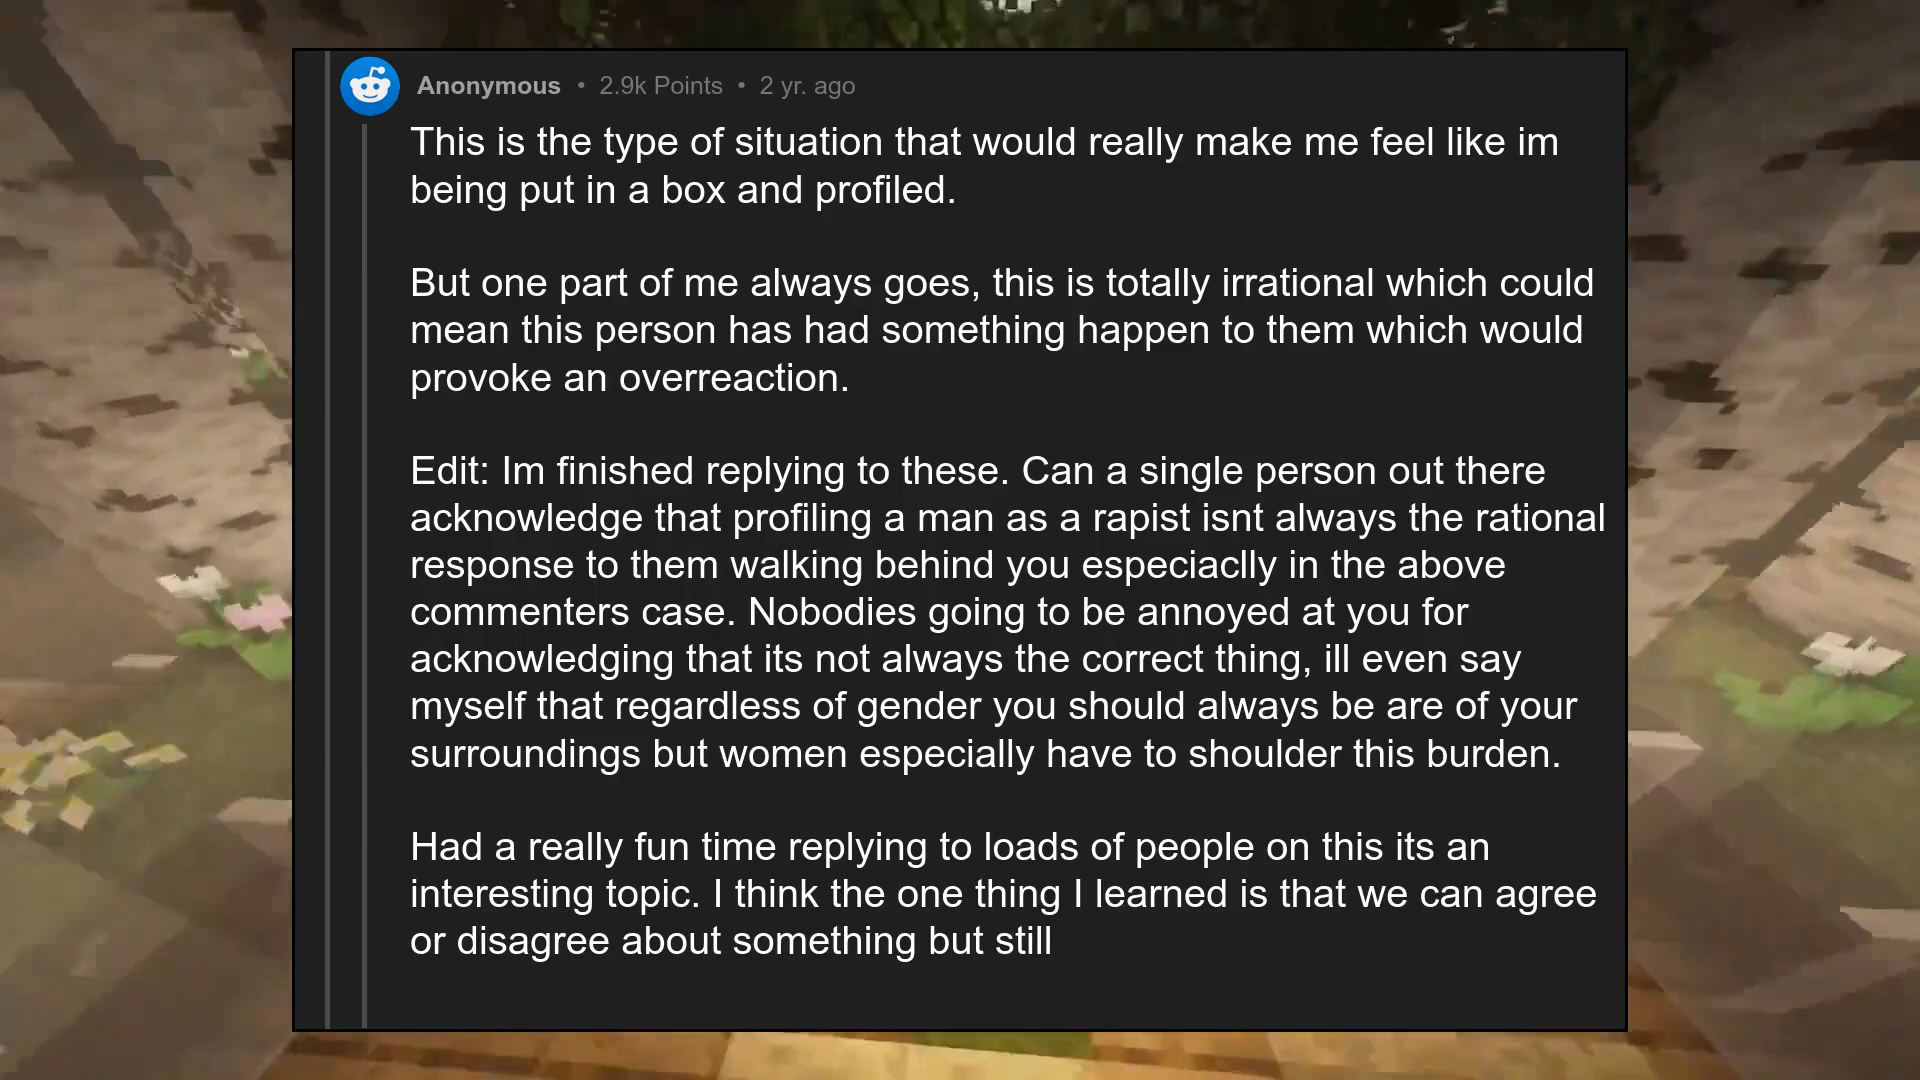 Anonymous • 2.9k Points • 2 yr. ago
This is the type of situation that would really make me feel like im
being put in a box and profiled.
But one part of me always goes, this is totally irrational which could
mean this person has had something happen to them which would
provoke an overreaction.
Edit: Im finished replying to these. Can a single person out there
acknowledge that profiling a man as a rapist isnt always the rational
response to them walking behind you especiaclly in the above
commenters case. Nobodies going to be annoyed at you for
acknowledging that its not always the correct thing, ill even say
myself that regardless of gender you should always be are of your
surroundings but women especially have to shoulder this burden.
Had a really fun time replying to loads of people on this its an
interesting topic. I think the one thing I learned is that we can agree
or disagree about something but still